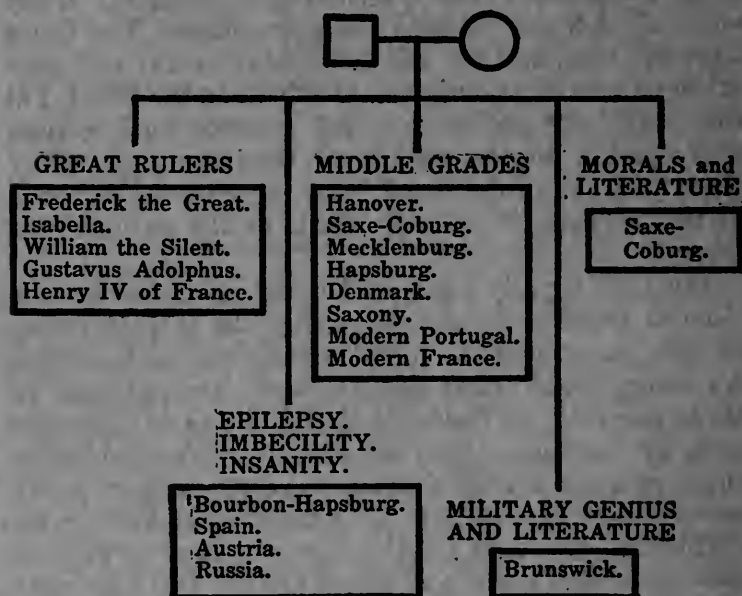 GREAT RULERS
Frederick the Great.
Isabella.
William the Silent.
Gustavus Adolphus.
Henry IV of France.
MIDDLE GRADES
Hanover.
Saxe-Coburg.
Mecklenburg.
Hapsburg.
Denmark.
Saxony.
Modern Portugal.
Modern France.
MORALS and
LITERATURE
Saxe-
Coburg.
EPILEPSY.
IMBECILITY.
INSANITY.
Bourbon-Hapsburg.
Spain.
Austria.
Russia.
MILITARY GENIUS
AND LITERATURE
Brunswick.